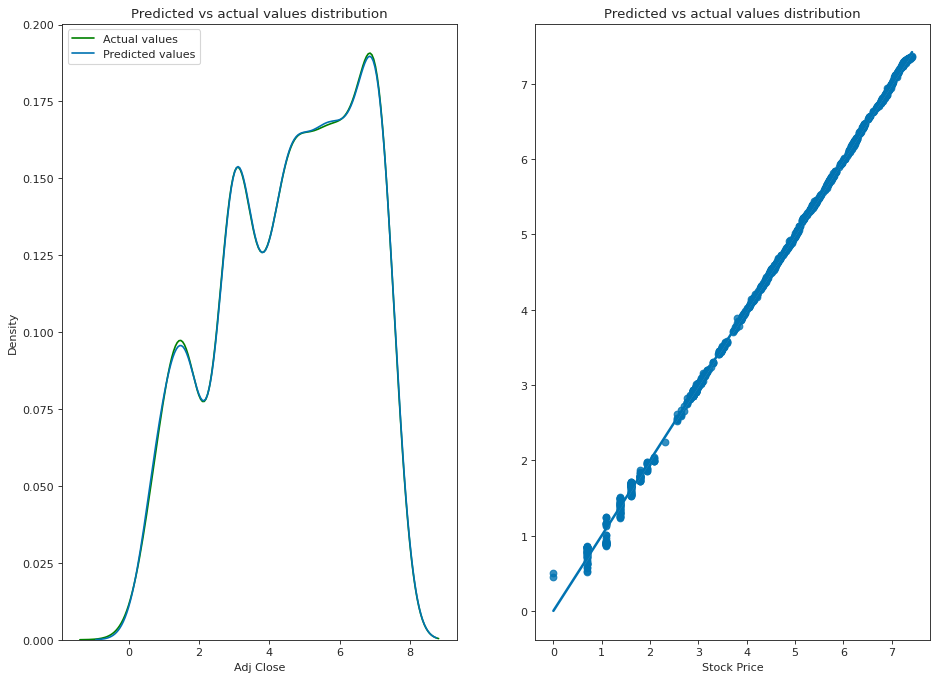 Predicted vs actual values distribution
Actual values
Predicted values
0.200
0.175
0.150
0.125
0.100
0.075
0.050
0.025
0.000
Density
0 2 4 6 8
Adj Close
Predicted vs actual values distribution
7
6
5
4
3
2
1
0
0 1 2 3 4 5 6 7
Stock Price